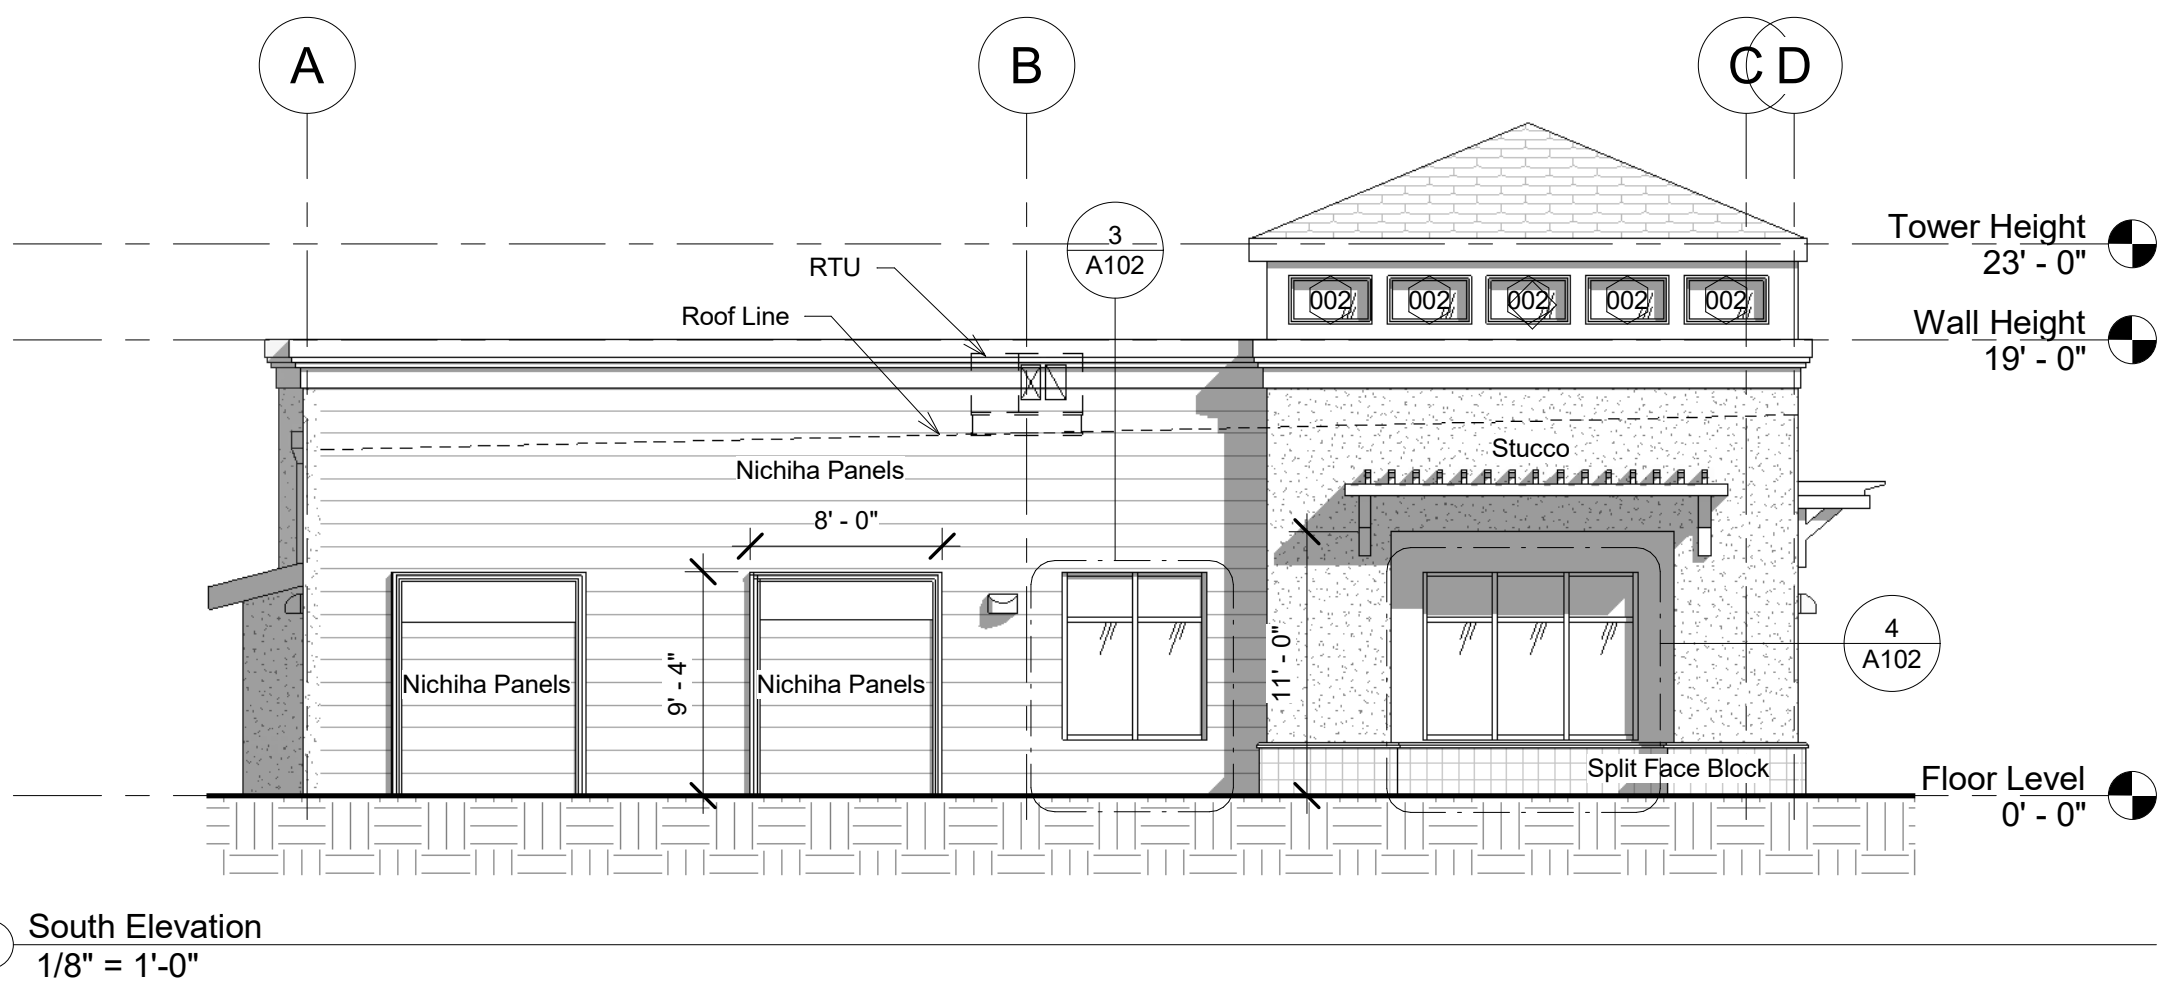 A
B
C
D
3
A102
Tower Height
23' - 0"
RTU
002
002
002
002
002
Roof Line
Wall Height
19' - 0"
Stucco
Nichiha Panels
8' - 0"
9' - 4"
11' - 0"
4
A102
Nichiha Panels
Nichiha Panels
Split Face Block
Floor Level
0' - 0"
South Elevation
1/8" = 1'-0"